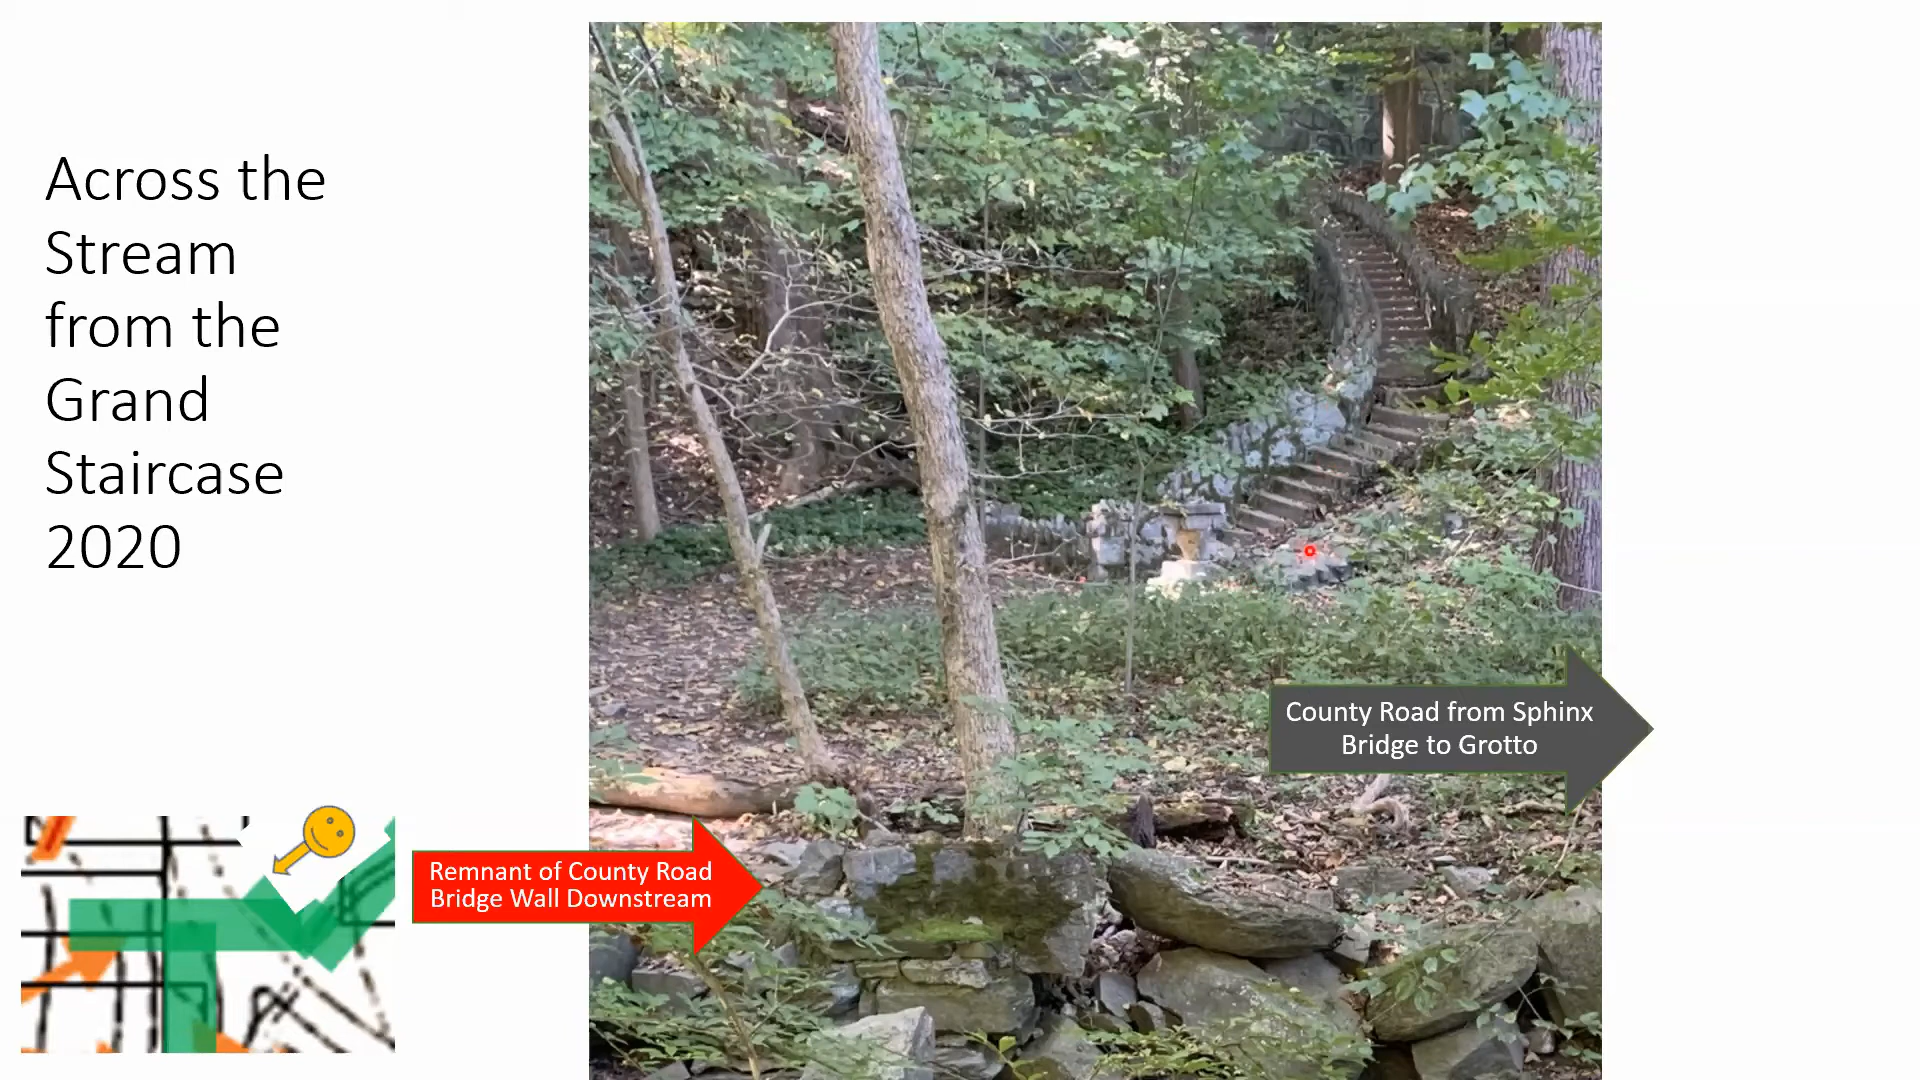 Across the
Stream
from the
Grand
Staircase
2020
County Road from Sphinx
Bridge to Grotto
Remnant of County Road
Bridge Wall Downstream